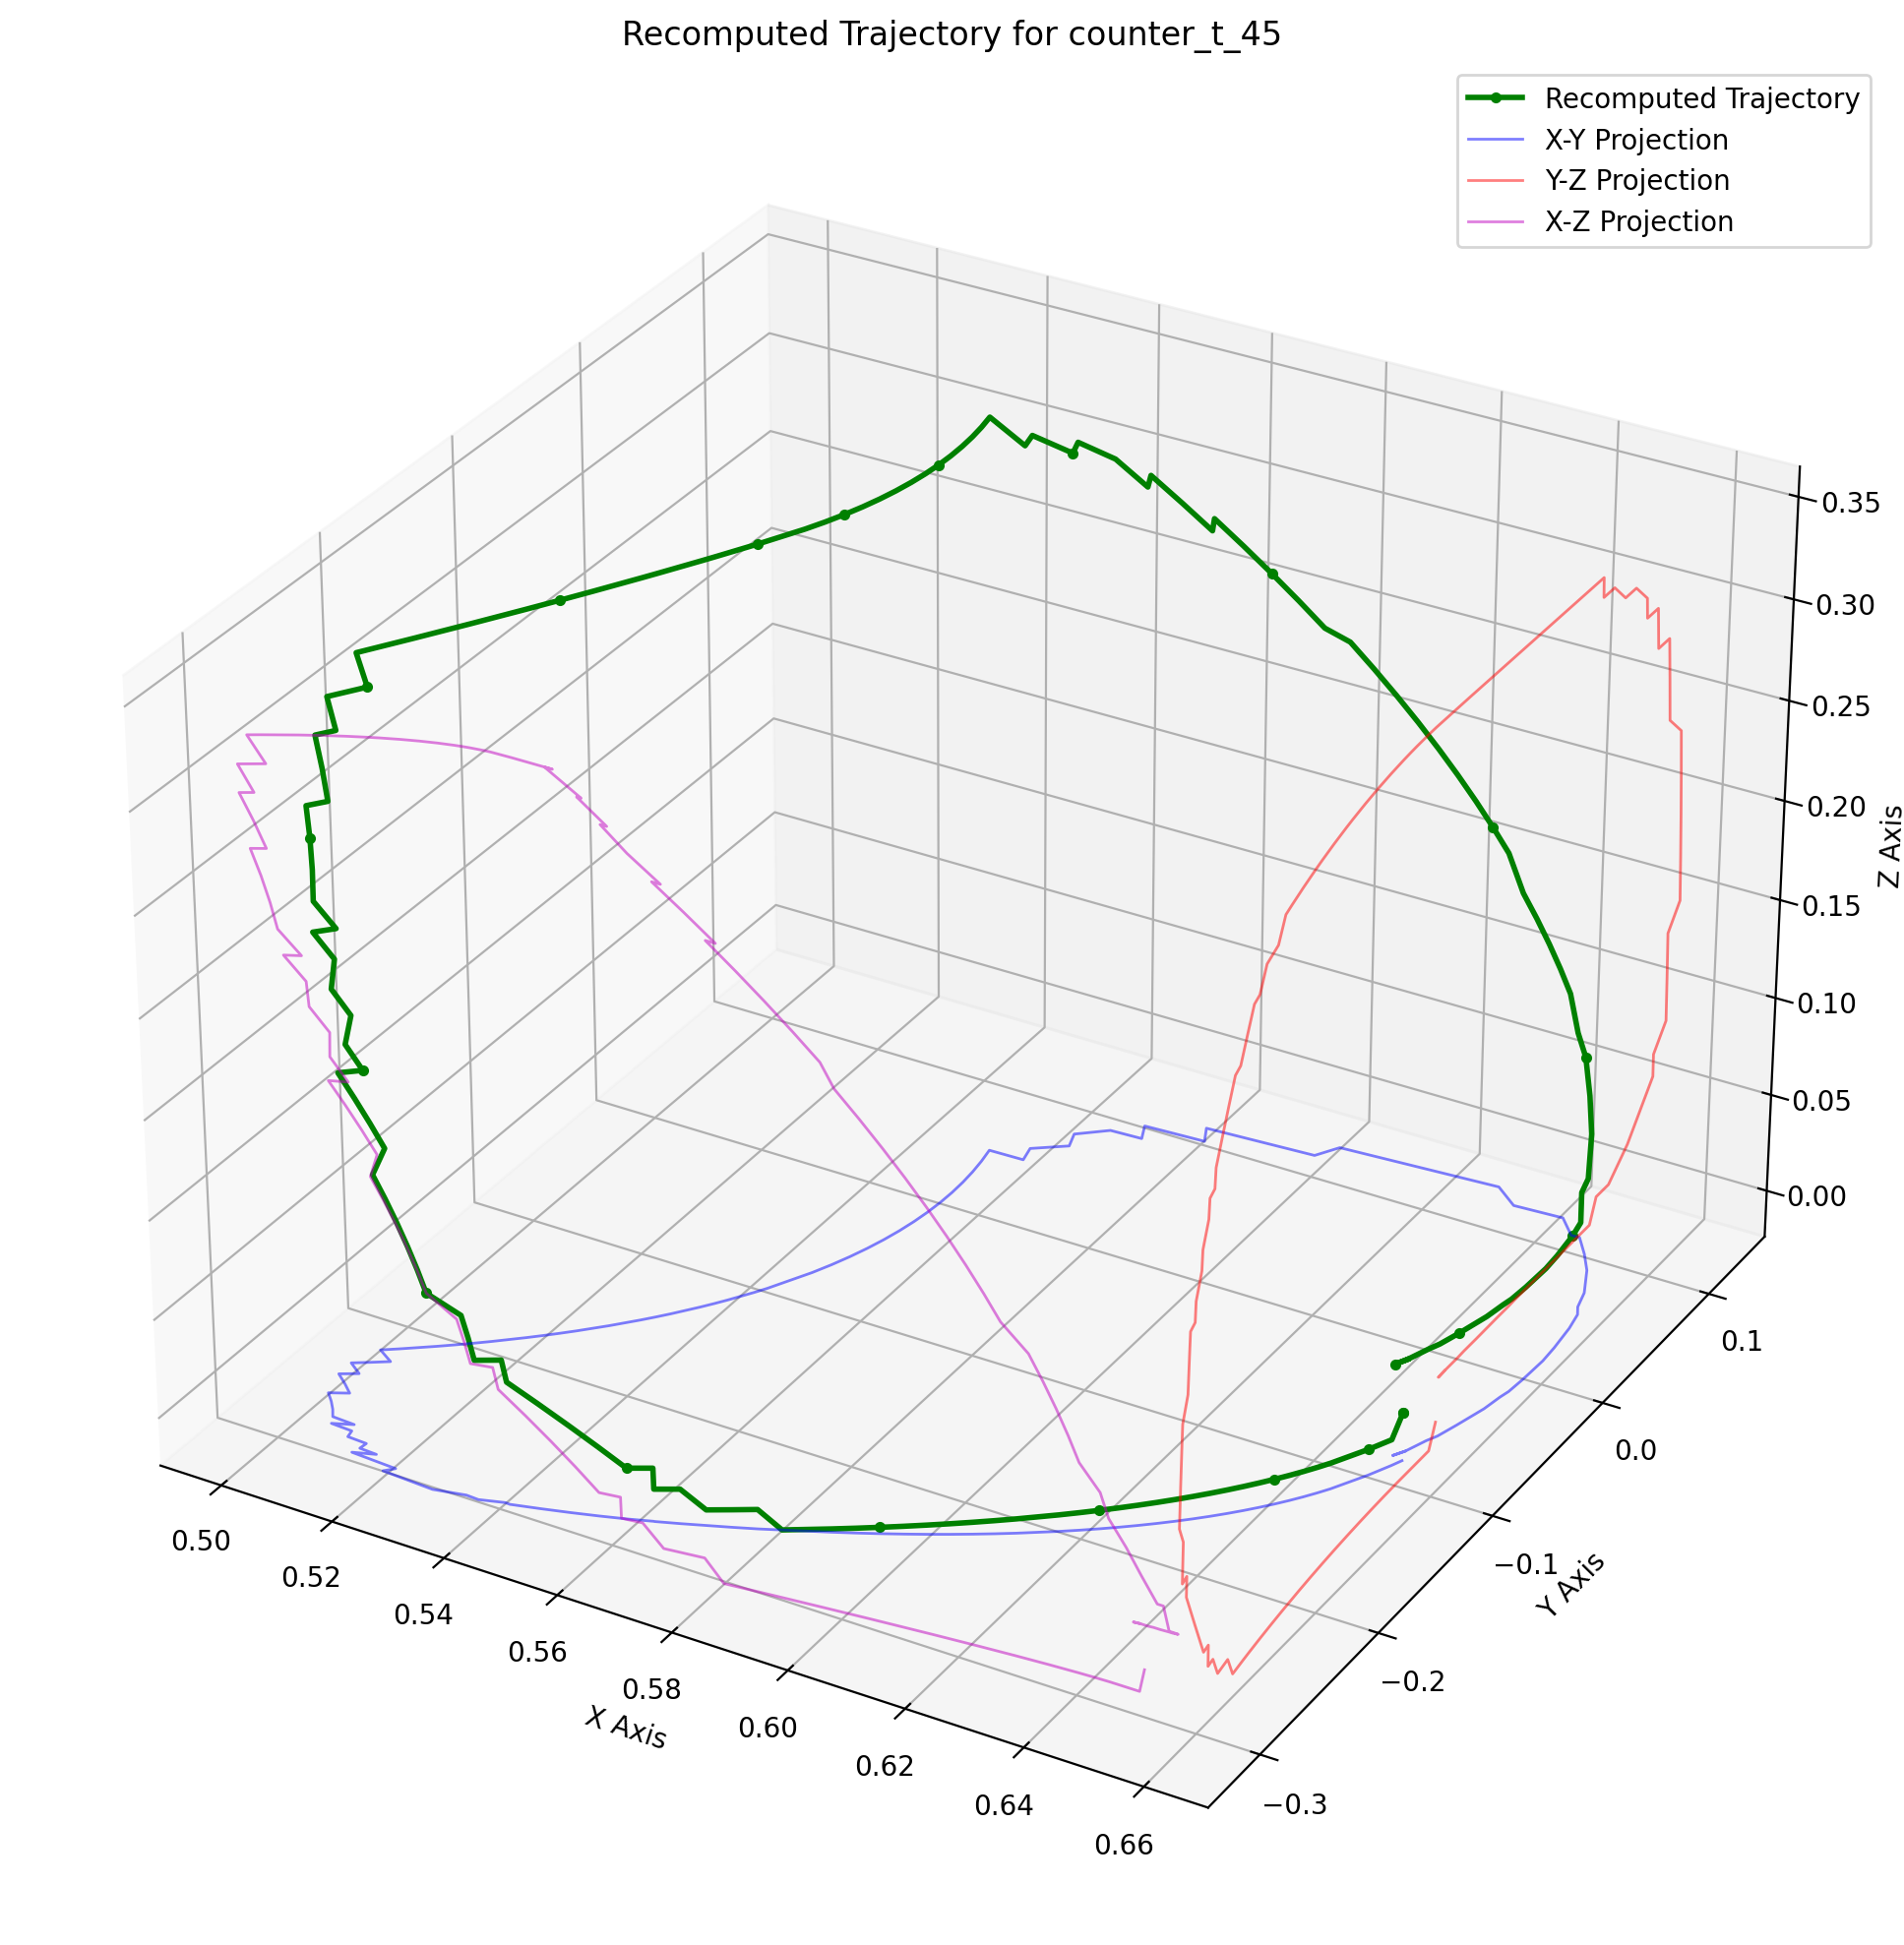 Recomputed Trajectory for counter_t_45
Recomputed Trajectory
X-Y Projection
Y-Z Projection
X-Z Projection
0.35
0.30
0.25
0.20
0.15
0.10
0.05
0.00
Z Axis
0.1
0.0
−0.1
−0.2
−0.3
Y Axis
0.50
0.52
0.54
0.56
0.58
0.60
0.62
0.64
0.66
X Axis